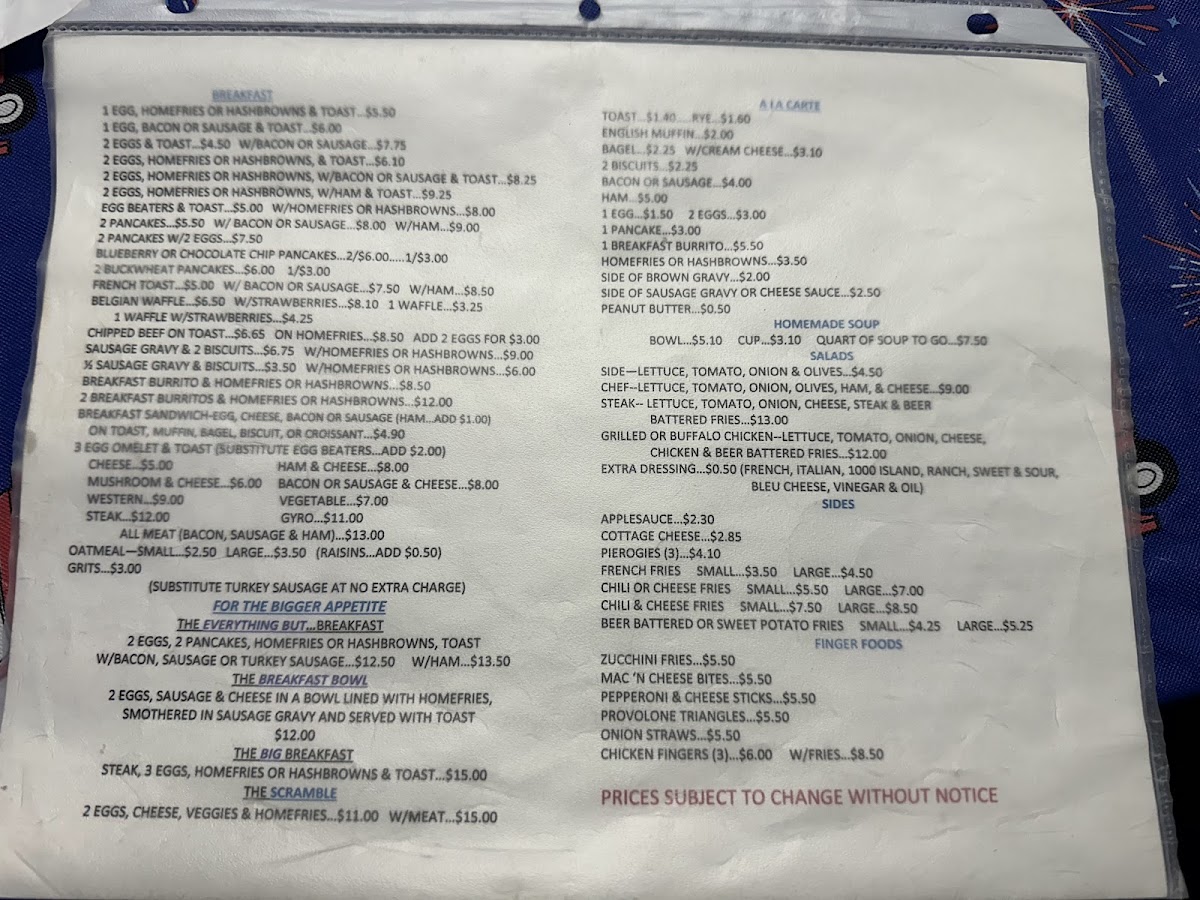 BREAKFAST
1 EGG, HOMEFRIES OR HASHBROWNS & TOAST...$5.50
1 EGG, BACON OR SAUSAGE & TOAST...$6.00
2 EGGS & TOAST...$4.50 W/BACON OR SAUSAGE...$7.75
2 EGGS, HOMEFRIES OR HASHBROWNS, & TOAST...$6.10
2 EGGS, HOMEFRIES OR HASHBROWNS, W/BACON OR SAUSAGE & TOAST...$8.25
2 EGGS, HOMEFRIES OR HASHBROWNS, W/HAM & TOAST...$9.25
EGG BEATERS & TOAST...$5.00 W/HOMEFRIES OR HASHBROWNS...$8.00
2 PANCAKES...$5.50 W/ BACON OR SAUSAGE...$8.00 W/HAM...$9.00
2 PANCAKES W/2 EGGS...$7.50
BLUEBERRY OR CHOCOLATE CHIP PANCAKES...2/$6.00.....1/$3.00
2 BUCKWHEAT PANCAKES...$6.00 1/$3.00
FRENCH TOAST...$5.00 W/ BACON OR SAUSAGE...$7.50 W/HAM...$8.50
BELGIAN WAFFLE...$6.50 W/STRAWBERRIES...$8.10 1 WAFFLE...$3.25
1 WAFFLE W/STRAWBERRIES...$4.25
CHIPPED BEEF ON TOAST...$6.65 ON HOMEFRIES...$8.50 ADD 2 EGGS FOR $3.00
SAUSAGE GRAVY & 2 BISCUITS...$6.75 W/HOMEFRIES OR HASHBROWNS...$9.00
½ SAUSAGE GRAVY & BISCUITS...$3.50 W/HOMEFRIES OR HASHBROWNS...$6.00
BREAKFAST BURRITO & HOMEFRIES OR HASHBROWNS...$8.50
2 BREAKFAST BURRITOS & HOMEFRIES OR HASHBROWNS...$12.00
BREAKFAST SANDWICH-EGG, CHEESE, BACON OR SAUSAGE (HAM...ADD $1.00)
ON TOAST, MUFFIN, BAGEL, BISCUIT, OR CROISSANT...$4.90
3 EGG OMELET & TOAST (SUBSTITUTE EGG BEATERS...ADD $2.00)
CHEESE...$5.00 HAM & CHEESE...$8.00
MUSHROOM & CHEESE...$6.00 BACON OR SAUSAGE & CHEESE...$8.00
WESTERN...$9.00 VEGETABLE...$7.00
STEAK...$12.00 GYRO...$11.00
ALL MEAT (BACON, SAUSAGE & HAM)...$13.00
OATMEAL—SMALL...$2.50 LARGE...$3.50 (RAISINS...ADD $0.50)
GRITS...$3.00
(SUBSTITUTE TURKEY SAUSAGE AT NO EXTRA CHARGE)
FOR THE BIGGER APPETITE
THE EVERYTHING BUT...BREAKFAST
2 EGGS, 2 PANCAKES, HOMEFRIES OR HASHBROWNS, TOAST
W/BACON, SAUSAGE OR TURKEY SAUSAGE...$12.50 W/HAM...$13.50
THE BREAKFAST BOWL
2 EGGS, SAUSAGE & CHEESE IN A BOWL LINED WITH HOMEFRIES,
SMOTHERED IN SAUSAGE GRAVY AND SERVED WITH TOAST
$12.00
THE BIG BREAKFAST
STEAK, 3 EGGS, HOMEFRIES OR HASHBROWNS & TOAST...$15.00
THE SCRAMBLE
2 EGGS, CHEESE, VEGGIES & HOMEFRIES...$11.00 W/MEAT...$15.00
A LA CARTE
TOAST...$1.40.....RYE...$1.60
ENGLISH MUFFIN...$2.00
BAGEL...$2.25 W/CREAM CHEESE...$3.10
2 BISCUITS...$2.25
BACON OR SAUSAGE...$4.00
HAM...$5.00
1 EGG...$1.50 2 EGGS...$3.00
1 PANCAKE...$3.00
1 BREAKFAST BURRITO...$5.50
HOMEFRIES OR HASHBROWNS...$3.50
SIDE OF BROWN GRAVY...$2.00
SIDE OF SAUSAGE GRAVY OR CHEESE SAUCE...$2.50
PEANUT BUTTER...$0.50
HOMEMADE SOUP
BOWL...$5.10 CUP...$3.10 QUART OF SOUP TO GO...$7.50
SALADS
SIDE—LETTUCE, TOMATO, ONION & OLIVES...$4.50
CHEF--LETTUCE, TOMATO, ONION, OLIVES, HAM, & CHEESE...$9.00
STEAK-- LETTUCE, TOMATO, ONION, CHEESE, STEAK & BEER
BATTERED FRIES...$13.00
GRILLED OR BUFFALO CHICKEN--LETTUCE, TOMATO, ONION, CHEESE,
CHICKEN & BEER BATTERED FRIES...$12.00
EXTRA DRESSING...$0.50 (FRENCH, ITALIAN, 1000 ISLAND, RANCH, SWEET & SOUR,
BLEU CHEESE, VINEGAR & OIL)
SIDES
APPLESAUCE...$2.30
COTTAGE CHEESE...$2.85
PIEROGIES (3)...$4.10
FRENCH FRIES SMALL...$3.50 LARGE...$4.50
CHILI OR CHEESE FRIES SMALL...$5.50 LARGE...$7.00
CHILI & CHEESE FRIES SMALL...$7.50 LARGE...$8.50
BEER BATTERED OR SWEET POTATO FRIES SMALL...$4.25 LARGE...$5.25
FINGER FOODS
ZUCCHINI FRIES...$5.50
MAC 'N CHEESE BITES...$5.50
PEPPERONI & CHEESE STICKS...$5.50
PROVOLONE TRIANGLES...$5.50
ONION STRAWS...$5.50
CHICKEN FINGERS (3)...$6.00 W/FRIES...$8.50
PRICES SUBJECT TO CHANGE WITHOUT NOTICE